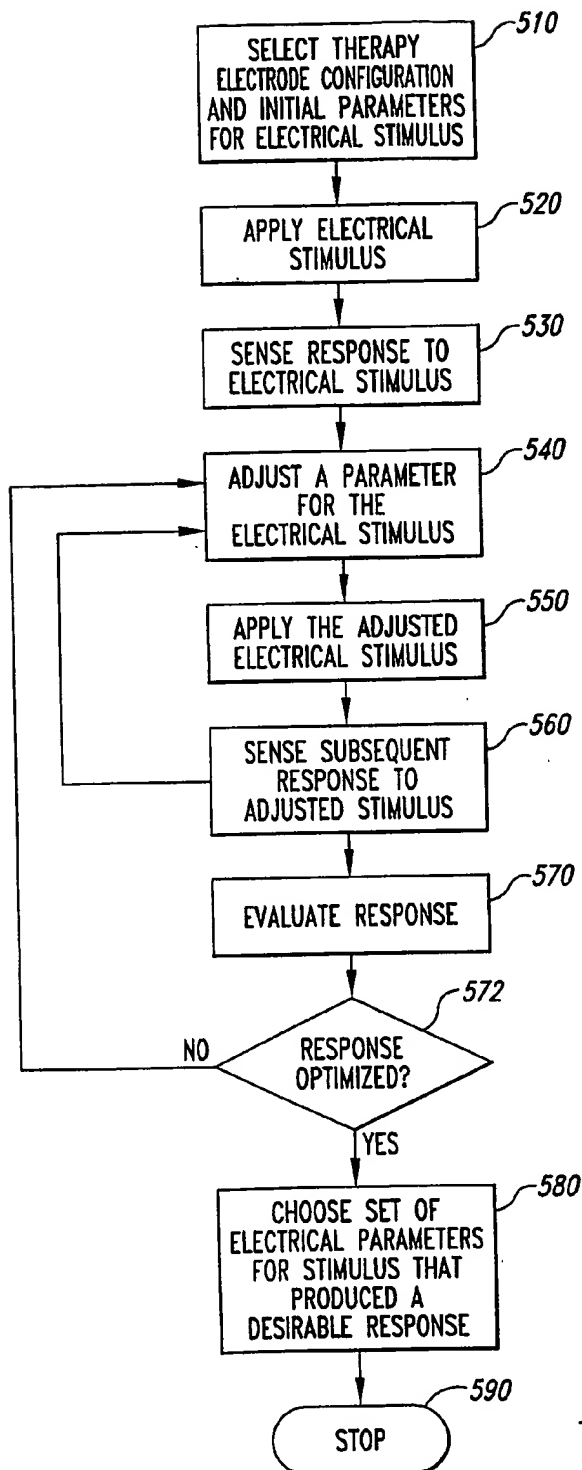 510
SELECT THERAPY
ELECTRODE CONFIGURATION
AND INITIAL PARAMETERS
FOR ELECTRICAL STIMULUS
520
APPLY ELECTRICAL
STIMULUS
530
SENSE RESPONSE TO
ELECTRICAL STIMULUS
540
ADJUST A PARAMETER
FOR THE
ELECTRICAL STIMULUS
550
APPLY THE ADJUSTED
ELECTRICAL STIMULUS
560
SENSE SUBSEQUENT
RESPONSE TO
ADJUSTED STIMULUS
570
EVALUATE RESPONSE
572
NO
RESPONSE
OPTIMIZED?
YES
580
CHOOSE SET OF
ELECTRICAL PARAMETERS
FOR STIMULUS THAT
PRODUCED A
DESIRABLE RESPONSE
590
STOP